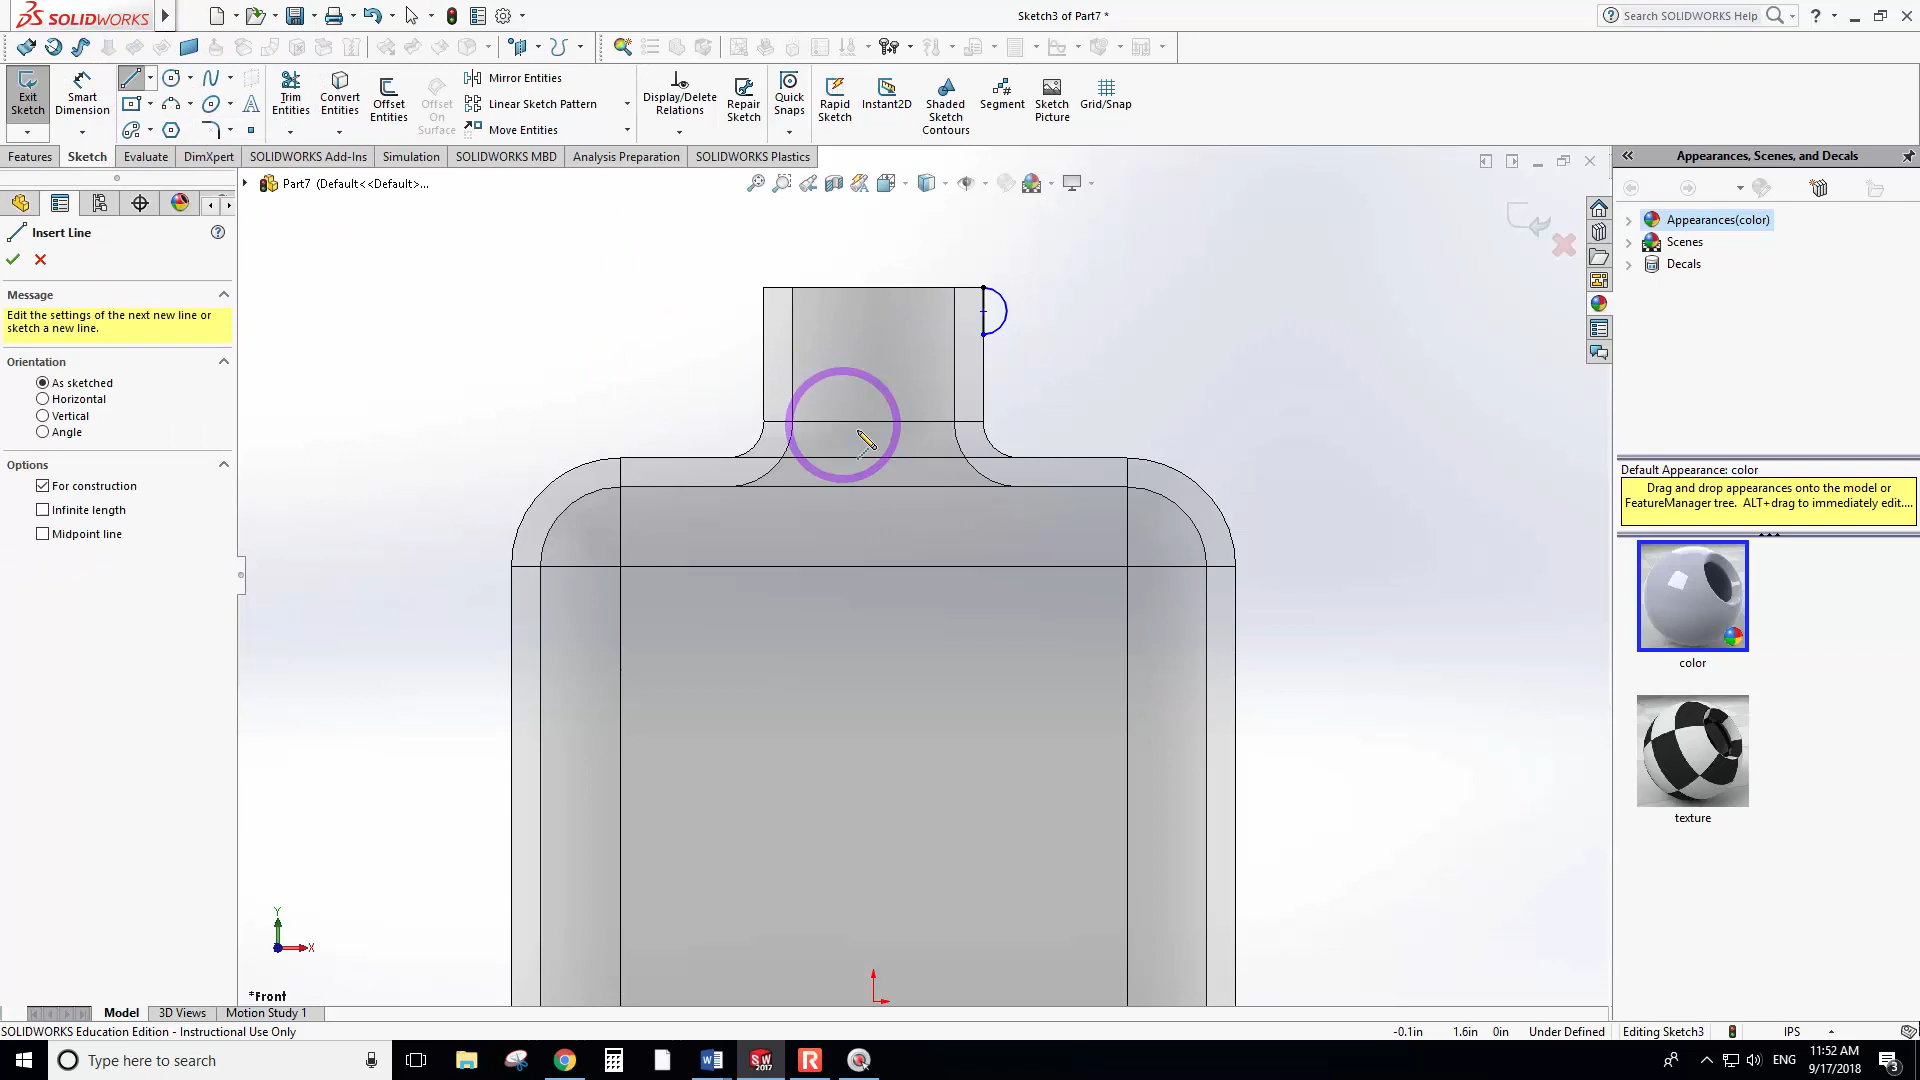 SOLIDWORKS
Sketch3 of Part7 *
Search SOLIDWORKS Help
Exit Sketch
Smart Dimension
Trim Entities
Convert Entities
Offset Entities
Offset On Surface
Mirror Entities
Linear Sketch Pattern
Move Entities
Display/Delete Relations
Repair Sketch
Quick Snaps
Rapid Sketch
Instant2D
Shaded Sketch Contours
Segment
Sketch Picture
Grid/Snap
Features
Sketch
Evaluate
DimXpert
SOLIDWORKS Add-Ins
Simulation
SOLIDWORKS MBD
Analysis Preparation
SOLIDWORKS Plastics
Appearances, Scenes, and Decals
Part7 (Default<<Default>...
Insert Line
Message
Edit the settings of the next new line or
sketch a new line.
Orientation
As sketched
Horizontal
Vertical
Angle
Options
For construction
Infinite length
Midpoint line
Appearances(color)
Scenes
Decals
Default Appearance: color
Drag and drop appearances onto the model or
FeatureManager tree. ALT+drag to immediately edit....
color
texture
Y
X
*Front
Model
3D Views
Motion Study 1
SOLIDWORKS Education Edition - Instructional Use Only
-0.1in
1.6in
0in
Under Defined
Editing Sketch3
IPS
Type here to search
SW
2017
ENG
11:52 AM
9/17/2018
3